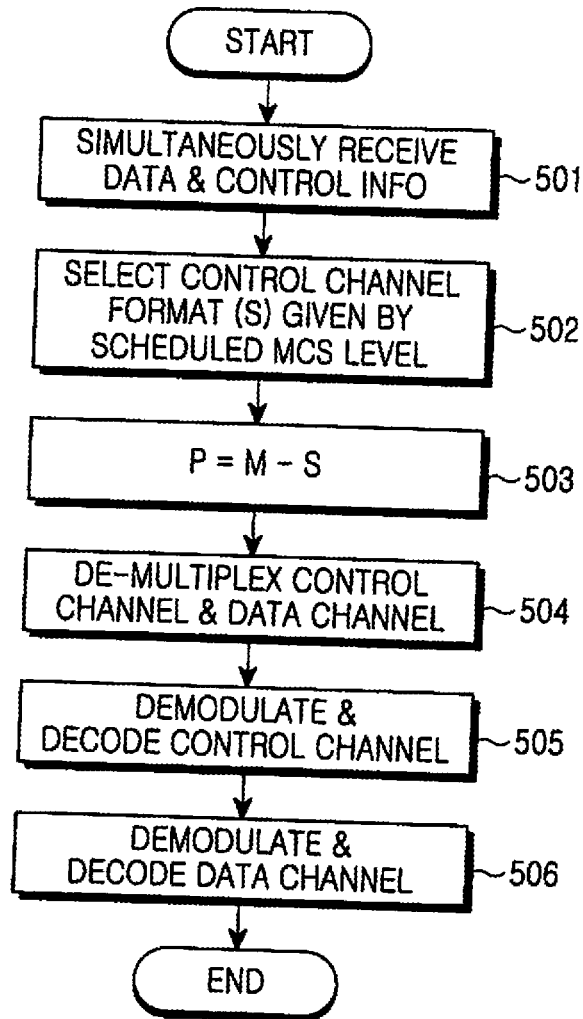 START
SIMULTANEOUSLY RECEIVE
DATA & CONTROL INFO
501
SELECT CONTROL CHANNEL
FORMAT (S) GIVEN BY
SCHEDULED MCS LEVEL
502
P = M - S
503
DE-MULTIPLEX CONTROL
CHANNEL & DATA CHANNEL
504
DEMODULATE &
DECODE CONTROL CHANNEL
505
DEMODULATE &
DECODE DATA CHANNEL
506
END